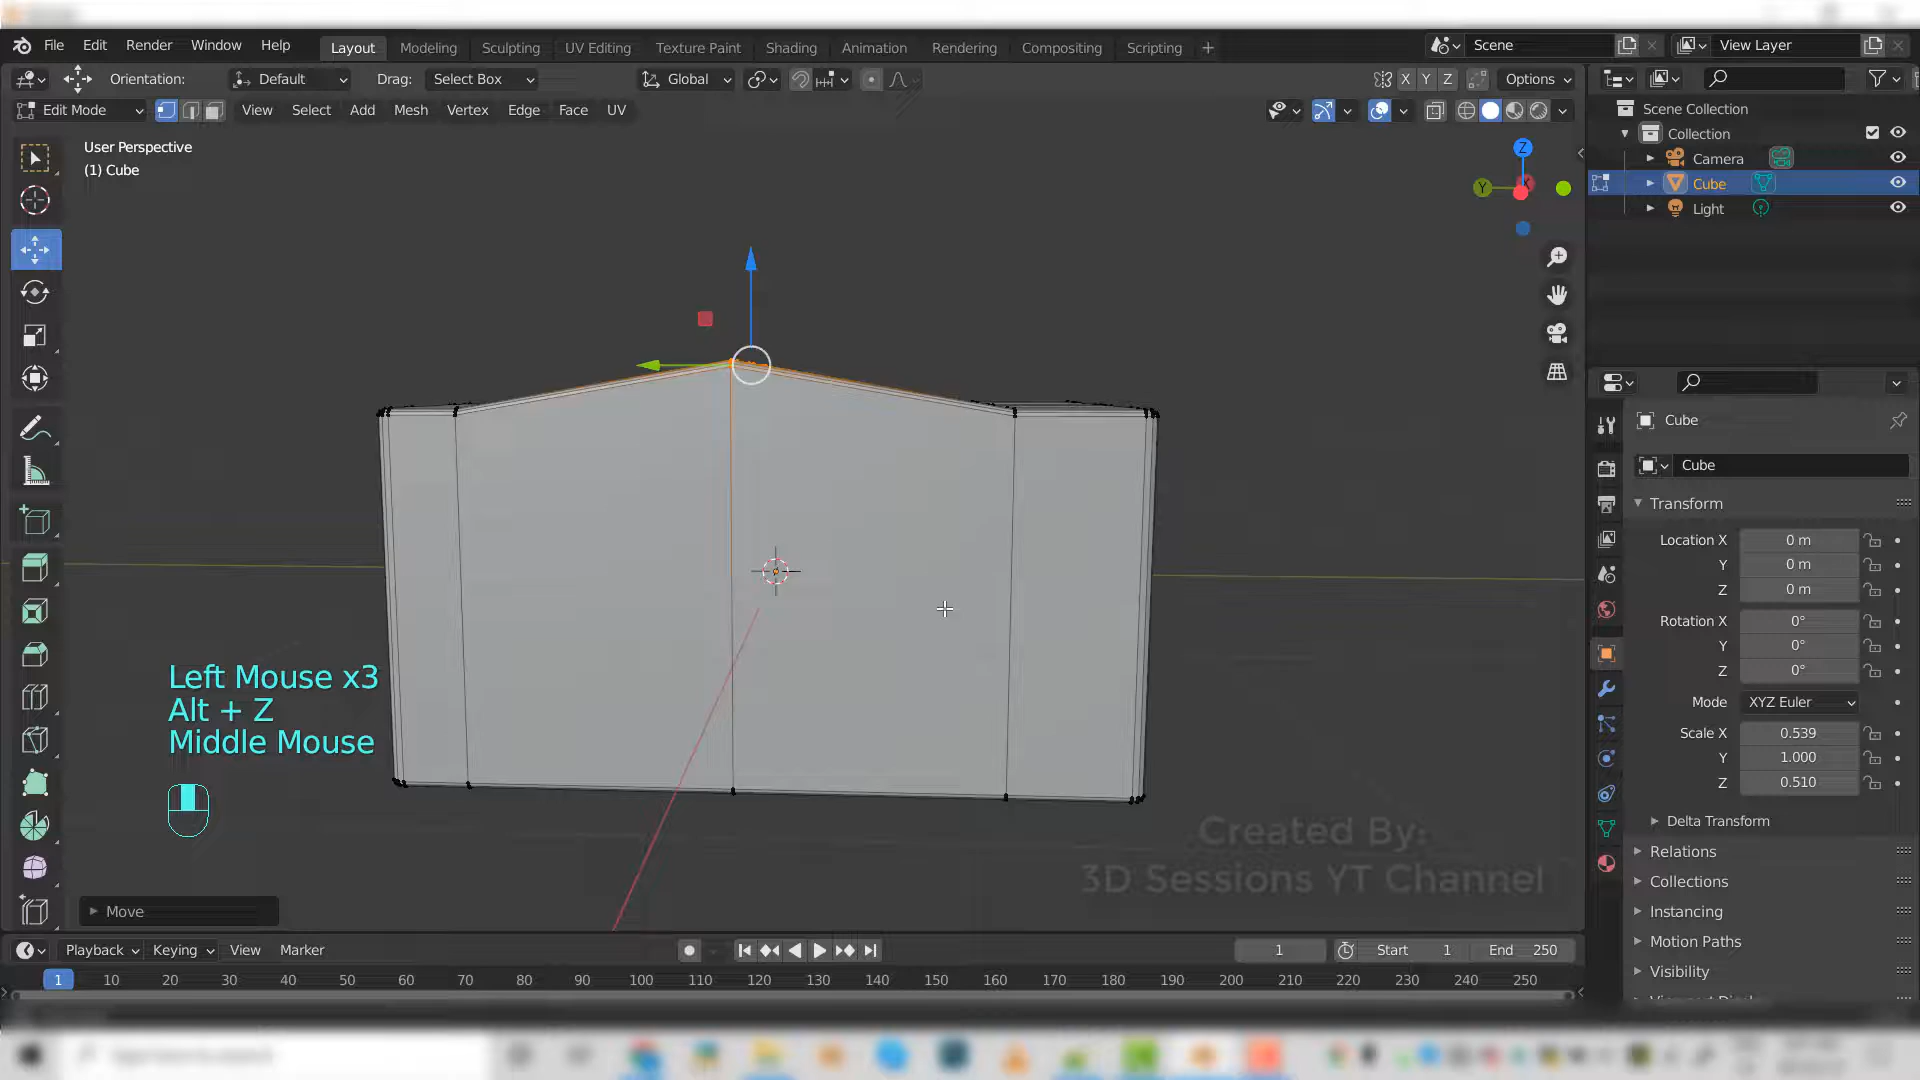 File Edit Render Window Help Layout Modeling Sculpting UV Editing Texture Paint Shading Animation Rendering Compositing Scripting + Scene View Layer
Orientation: Default Drag: Select Box Global X Y Z Options
Edit Mode View Select Add Mesh Vertex Edge Face UV
User Perspective
(1) Cube
Z
Y
Scene Collection
Collection
Camera
Cube
Light
Cube
Cube
Transform
Location X 0 m
Y 0 m
Z 0 m
Rotation X 0°
Y 0°
Z 0°
Mode XYZ Euler
Scale X 0.539
Y 1.000
Z 0.510
Delta Transform
Relations
Collections
Instancing
Motion Paths
Visibility
Left Mouse x3
Alt + Z
Middle Mouse
Created By:
3D Sessions YT Channel
Move
Playback Keying View Marker 1 Start 1 End 250
1 10 20 30 40 50 60 70 80 90 100 110 120 130 140 150 160 170 180 190 200 210 220 230 240 250